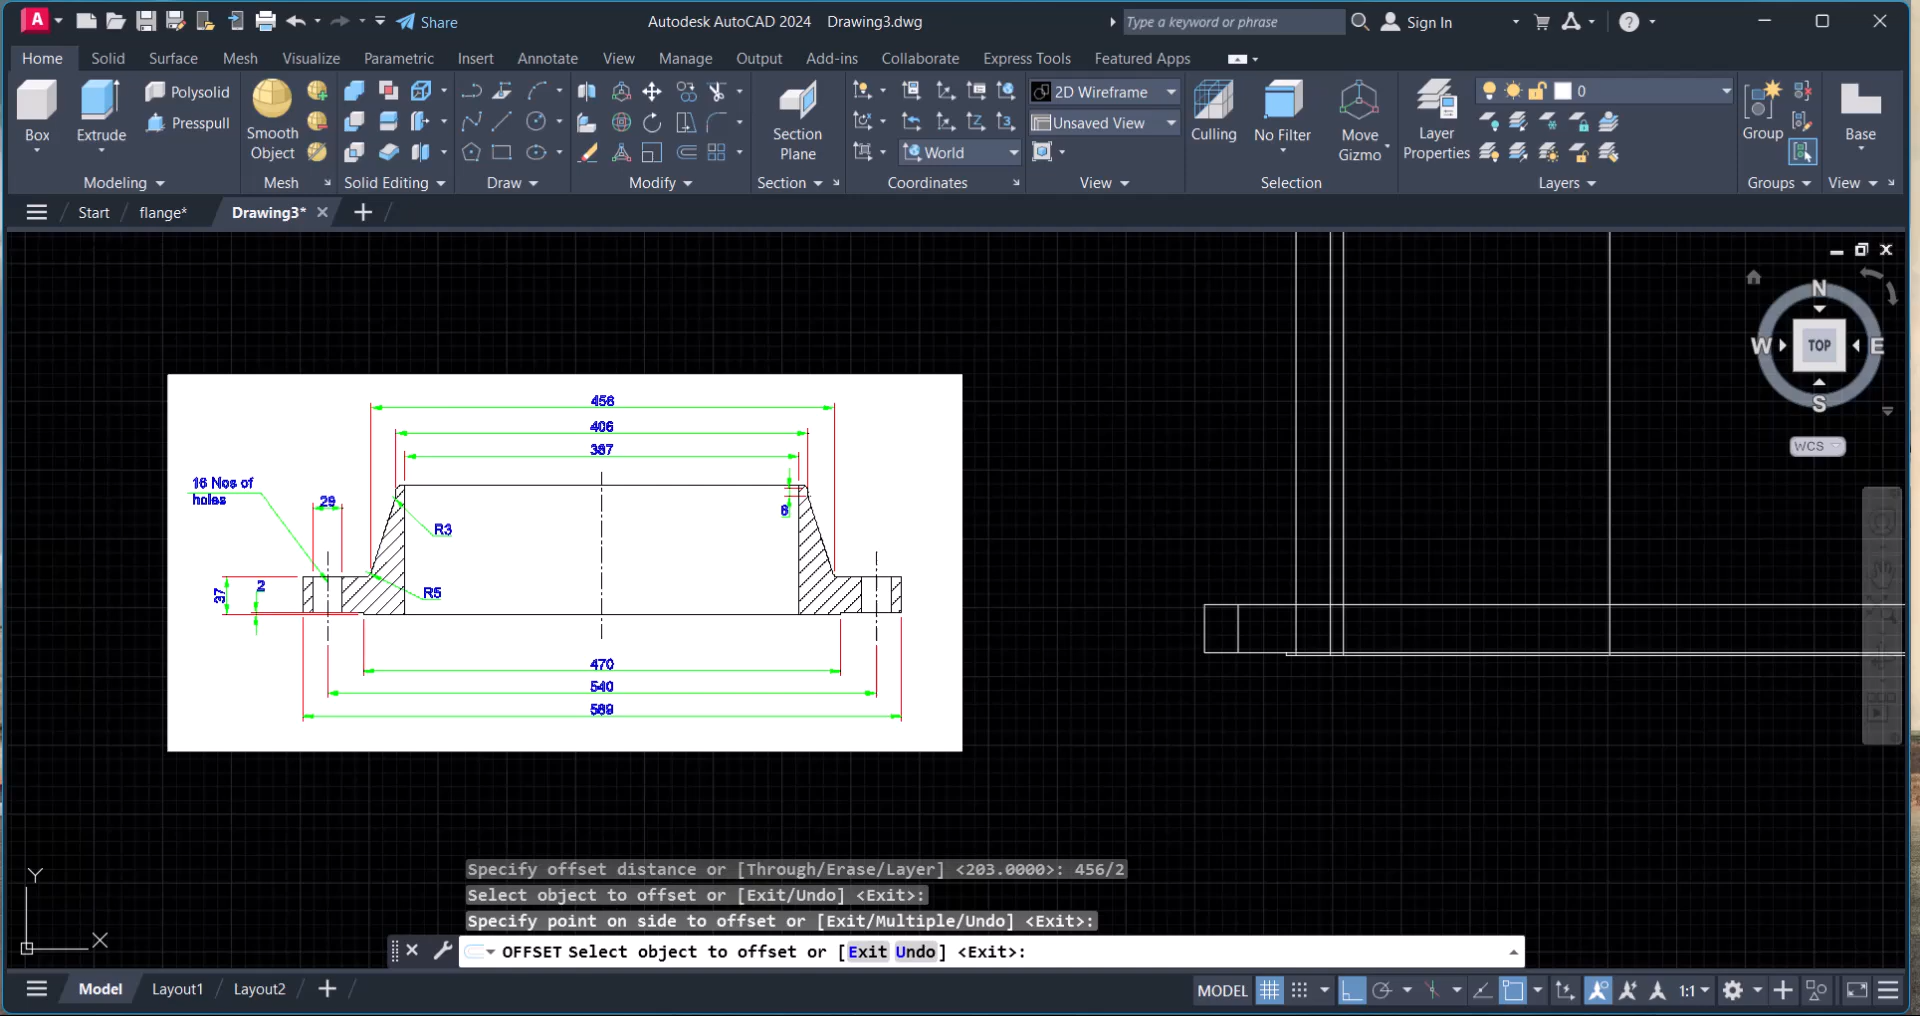 A
Share
Autodesk AutoCAD 2024 Drawing3.dwg
Type a keyword or phrase
Sign In
Home Solid Surface Mesh Visualize Parametric Insert Annotate View Manage Output Add-ins Collaborate Express Tools Featured Apps
Box
Extrude
Polysolid
Presspull
Smooth
Object
Section
Plane
World
2D Wireframe
Unsaved View
Culling
No Filter
Move
Gizmo
Layer
Properties
0
Group
Base
Modeling Mesh Solid Editing Draw Modify Section Coordinates View Selection Layers Groups View
Start flange* Drawing3*
N
W TOP E
S
WCS
456
406
387
16 Nos of
holes
29
R3
6
37
2
R5
470
540
569
Y
X
Specify offset distance or [Through/Erase/Layer] <203.0000>: 456/2
Select object to offset or [Exit/Undo] <Exit>:
Specify point on side to offset or [Exit/Multiple/Undo] <Exit>:
OFFSET Select object to offset or [Exit Undo] <Exit>:
Model Layout1 Layout2
MODEL
1:1